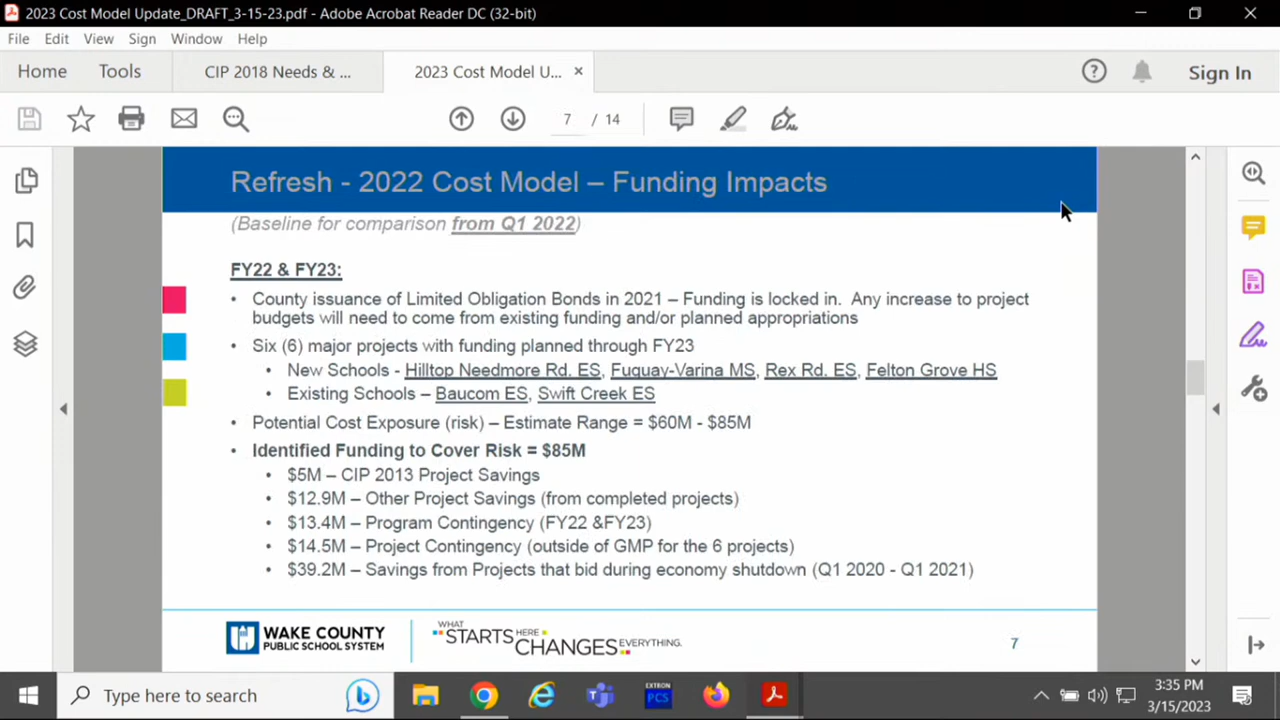 2023 Cost Model Update_DRAFT_3-15-23.pdf - Adobe Acrobat Reader DC (32-bit)
File Edit View Sign Window Help
Home Tools CIP 2018 Needs & ... 2023 Cost Model U... × Sign In
7 / 14
Refresh - 2022 Cost Model – Funding Impacts
(Baseline for comparison from Q1 2022)
FY22 & FY23:
• County issuance of Limited Obligation Bonds in 2021 – Funding is locked in. Any increase to project
budgets will need to come from existing funding and/or planned appropriations
• Six (6) major projects with funding planned through FY23
• New Schools - Hilltop Needmore Rd. ES, Fuquay-Varina MS, Rex Rd. ES, Felton Grove HS
• Existing Schools – Baucom ES, Swift Creek ES
• Potential Cost Exposure (risk) – Estimate Range = $60M - $85M
• Identified Funding to Cover Risk = $85M
• $5M – CIP 2013 Project Savings
• $12.9M – Other Project Savings (from completed projects)
• $13.4M – Program Contingency (FY22 &FY23)
• $14.5M – Project Contingency (outside of GMP for the 6 projects)
• $39.2M – Savings from Projects that bid during economy shutdown (Q1 2020 - Q1 2021)
WAKE COUNTY
PUBLIC SCHOOL SYSTEM
WHAT STARTS HERE CHANGES EVERYTHING.
7
Type here to search
EXTRON
PCS
3:35 PM
3/15/2023